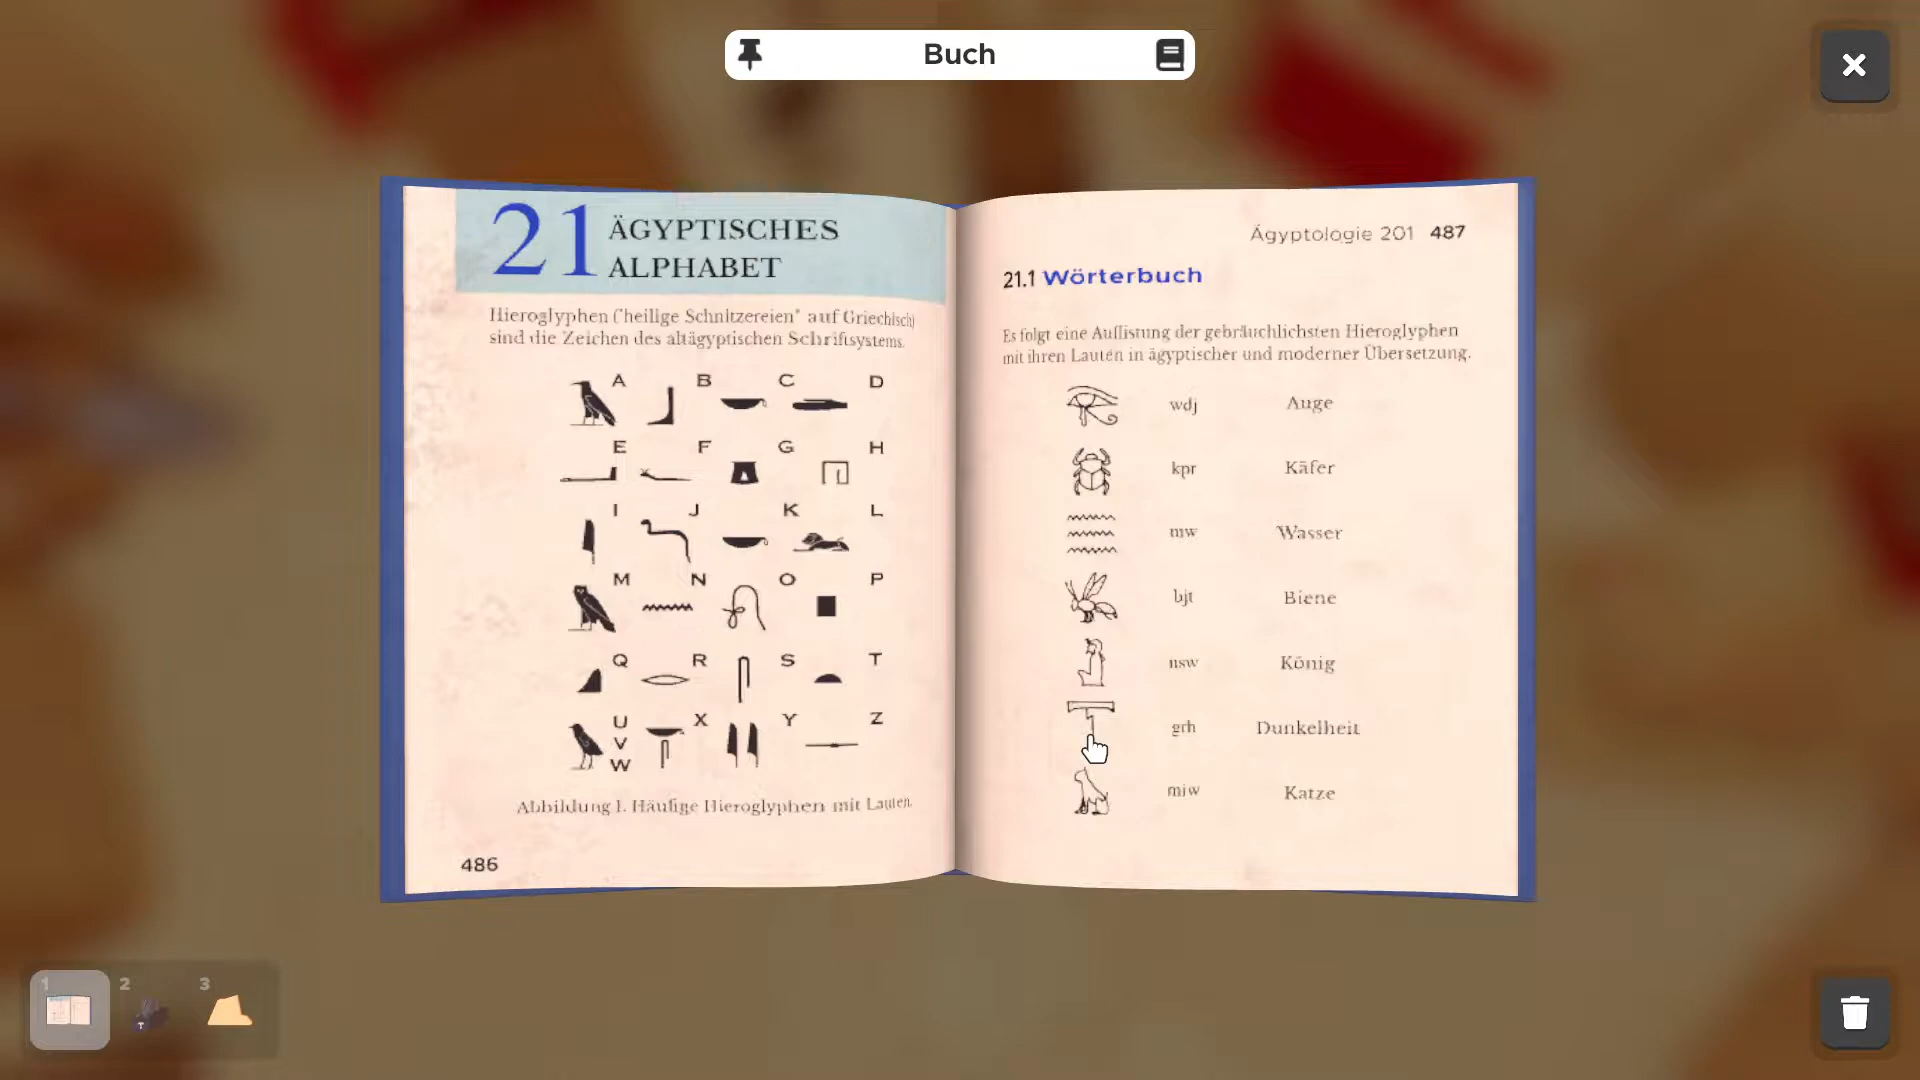 Buch
21 ÄGYPTISCHES
ALPHABET
Hieroglyphen ("heilige Schnitzereien" auf Griechisch)
sind die Zeichen des altägyptischen Schriftsystems.
A B C D
E F G H
I J K L
M N O P
Q R S T
U X Y Z
V
W
Abbildung 1. Häufige Hieroglyphen mit Lauten.
486
Ägyptologie 201 487
21.1 Wörterbuch
Es folgt eine Auflistung der gebräuchlichsten Hieroglyphen
mit ihren Lauten in ägyptischer und moderner Übersetzung.
wdj Auge
kpr Käfer
mw Wasser
bjt Biene
nsw König
grh Dunkelheit
miw Katze
1 2 3
T